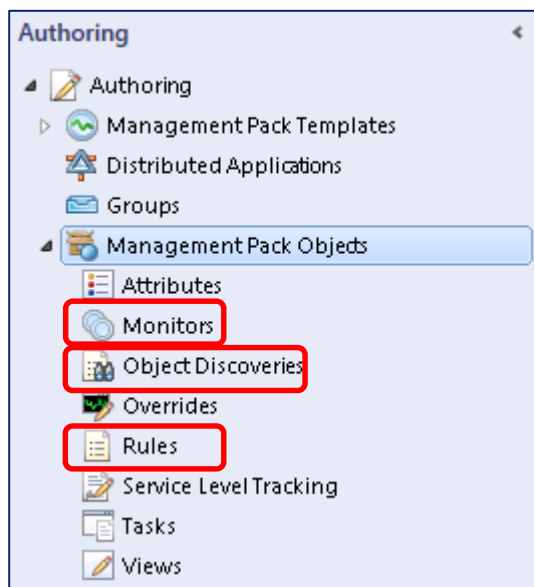 Authoring
Authoring
Management Pack Templates
Distributed Applications
Groups
Management Pack Objects
Attributes
Monitors
Object Discoveries
Overrides
Rules
Service Level Tracking
Tasks
Views